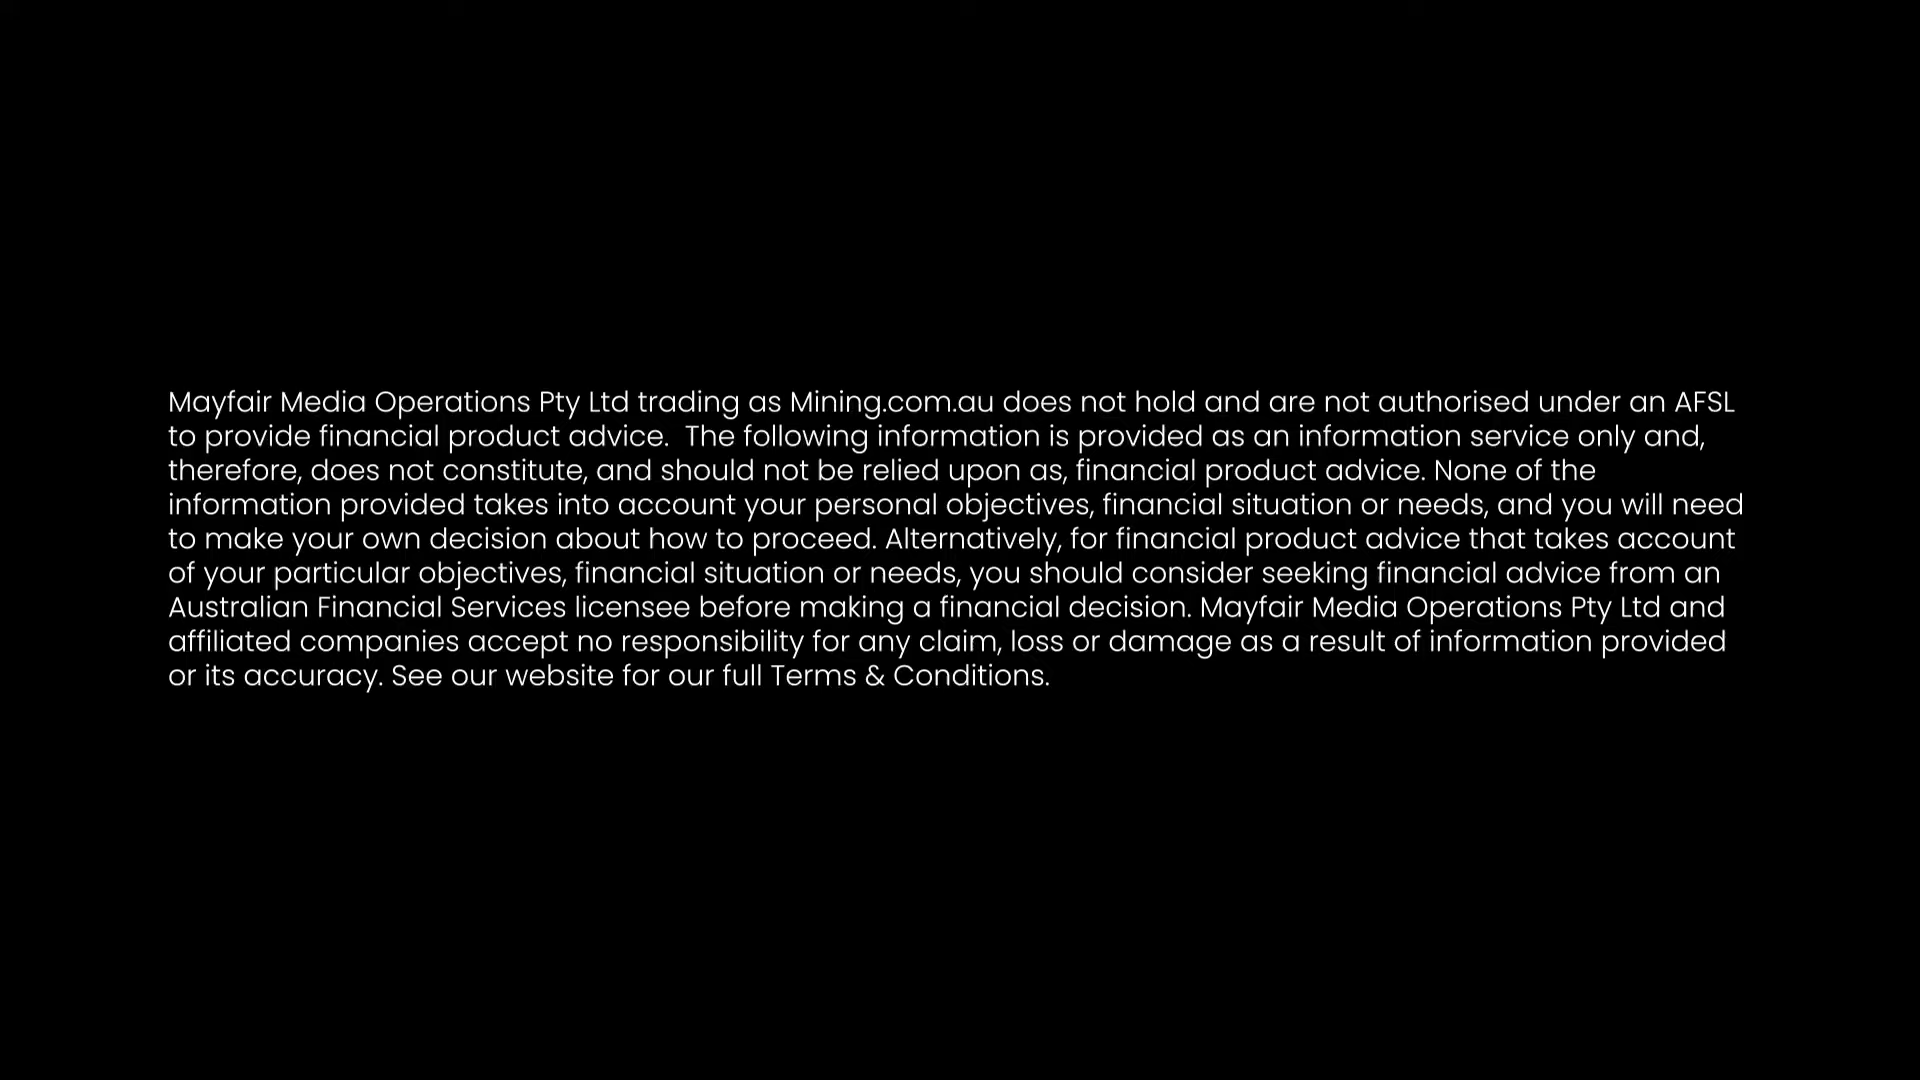 Mayfair Media Operations Pty Ltd trading as Mining.com.au does not hold and are not authorised under an AFSL
to provide financial product advice.  The following information is provided as an information service only and,
therefore, does not constitute, and should not be relied upon as, financial product advice. None of the
information provided takes into account your personal objectives, financial situation or needs, and you will need
to make your own decision about how to proceed. Alternatively, for financial product advice that takes account
of your particular objectives, financial situation or needs, you should consider seeking financial advice from an
Australian Financial Services licensee before making a financial decision. Mayfair Media Operations Pty Ltd and
affiliated companies accept no responsibility for any claim, loss or damage as a result of information provided
or its accuracy. See our website for our full Terms & Conditions.